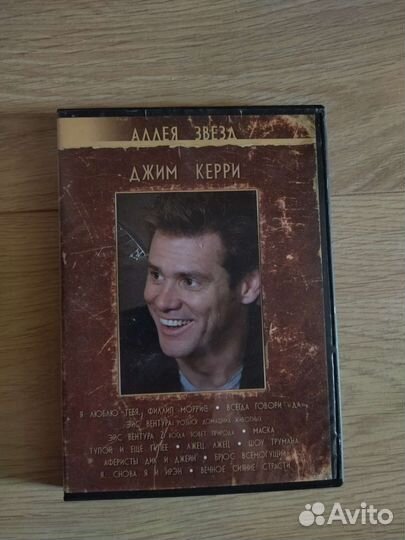 АЛЛЕЯ ЗВЕЗД
ДЖИМ КЕРРИ
Я ЛЮБЛЮ ТЕБЯ, ФИЛЛИП МОРРИС • ВСЕГДА ГОВОРИ "ДА"
ЭЙС ВЕНТУРА: РОЗЫСК ДОМАШНИХ ЖИВОТНЫХ
ЭЙС ВЕНТУРА 2: КОГДА ЗОВЕТ ПРИРОДА • МАСКА
ТУПОЙ И ЕЩЕ ТУПЕЕ • ЛЖЕЦ, ЛЖЕЦ • ШОУ ТРУМАНА
АФЕРИСТЫ ДИК И ДЖЕЙН • БРЮС ВСЕМОГУЩИЙ
Я, СНОВА Я И ИРЭН • ВЕЧНОЕ СИЯНИЕ СТРАСТИ
Avito